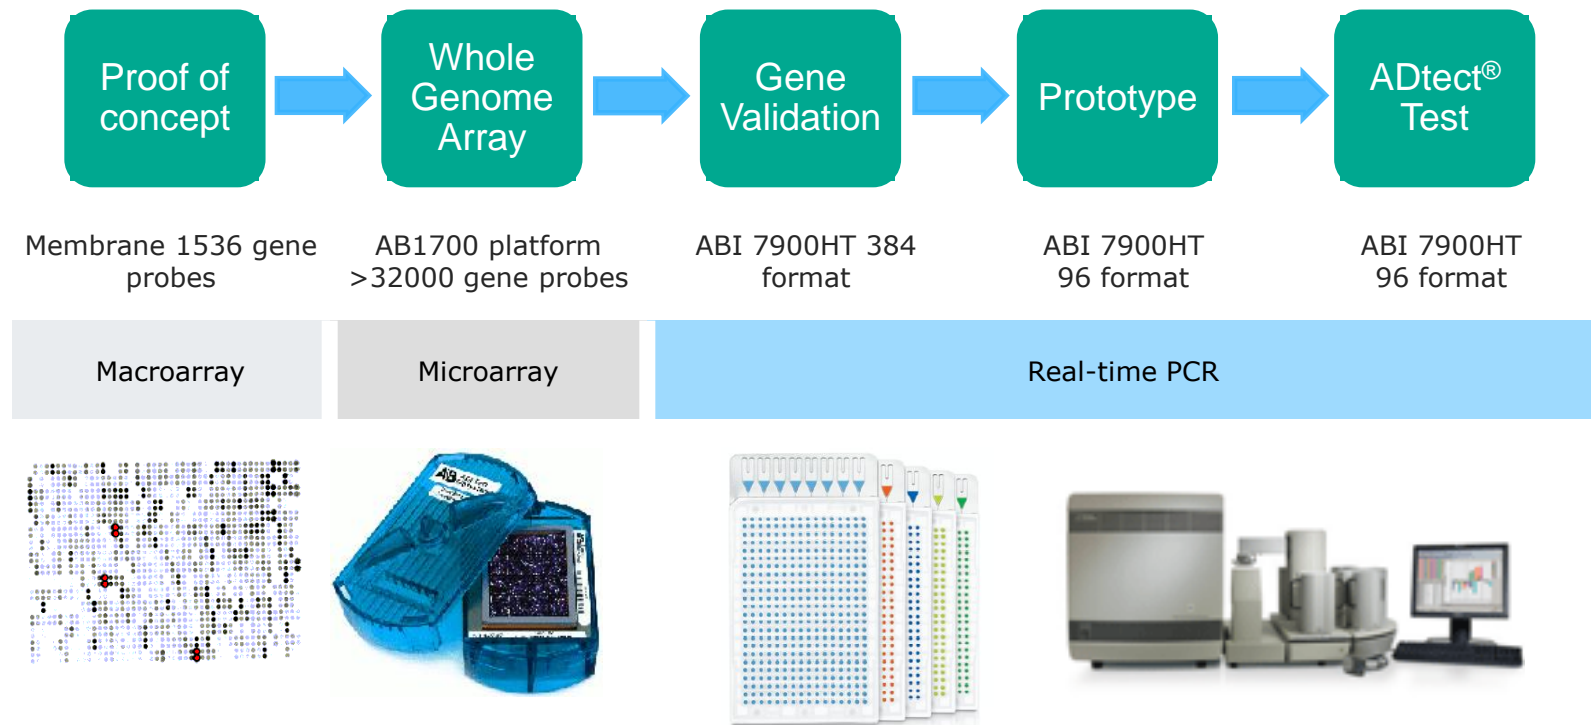 Proof of
concept
Whole
Genome
Array
Gene
Validation
Prototype
ADtect®
Test
Membrane 1536 gene
probes
AB1700 platform
>32000 gene probes
ABI 7900HT 384
format
ABI 7900HT
96 format
ABI 7900HT
96 format
Macroarray
Microarray
Real-time PCR